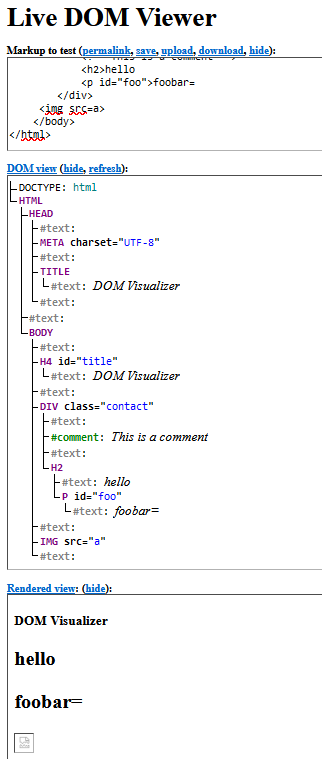 Live DOM Viewer
Markup to test (permalink, save, upload, download, hide):
<h2>hello
<p id="foo">foobar=
</div>
<img src=a>
</body>
</html>
DOM view (hide, refresh):
DOCTYPE: html
HTML
HEAD
#text:
META charset="UTF-8"
#text:
TITLE
#text: DOM Visualizer
#text:
#text:
BODY
#text:
H4 id="title"
#text: DOM Visualizer
#text:
DIV class="contact"
#text:
#comment: This is a comment
#text:
H2
#text: hello
P id="foo"
#text: foobar=
#text:
IMG src="a"
#text:
Rendered view: (hide):
DOM Visualizer
hello
foobar=